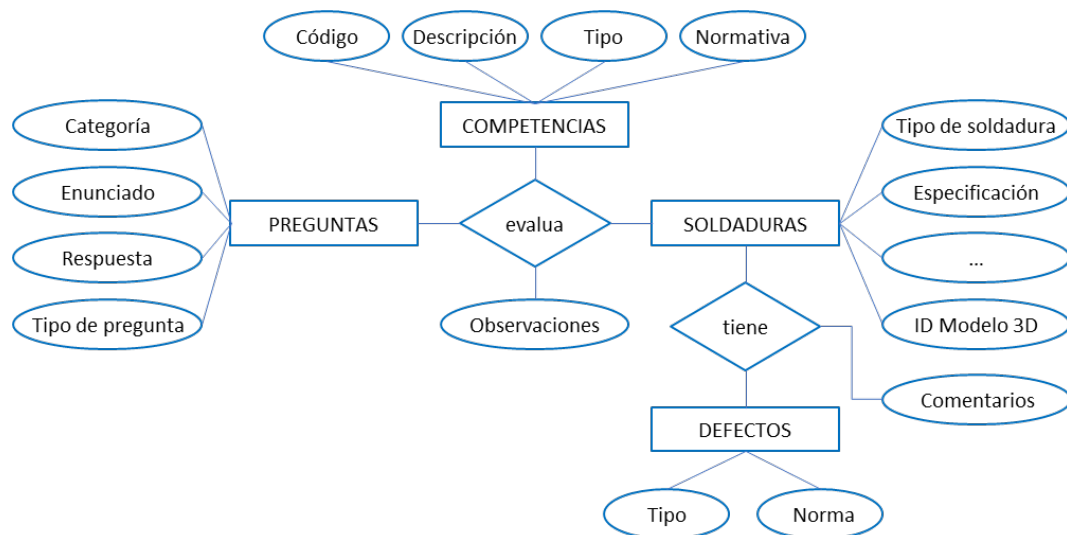 Código
Descripción
Tipo
Normativa
Categoría
COMPETENCIAS
Tipo de soldadura
Enunciado
Especificación
PREGUNTAS
evalua
SOLDADURAS
Respuesta
...
Tipo de pregunta
Observaciones
tiene
ID Modelo 3D
Comentarios
DEFECTOS
Tipo
Norma